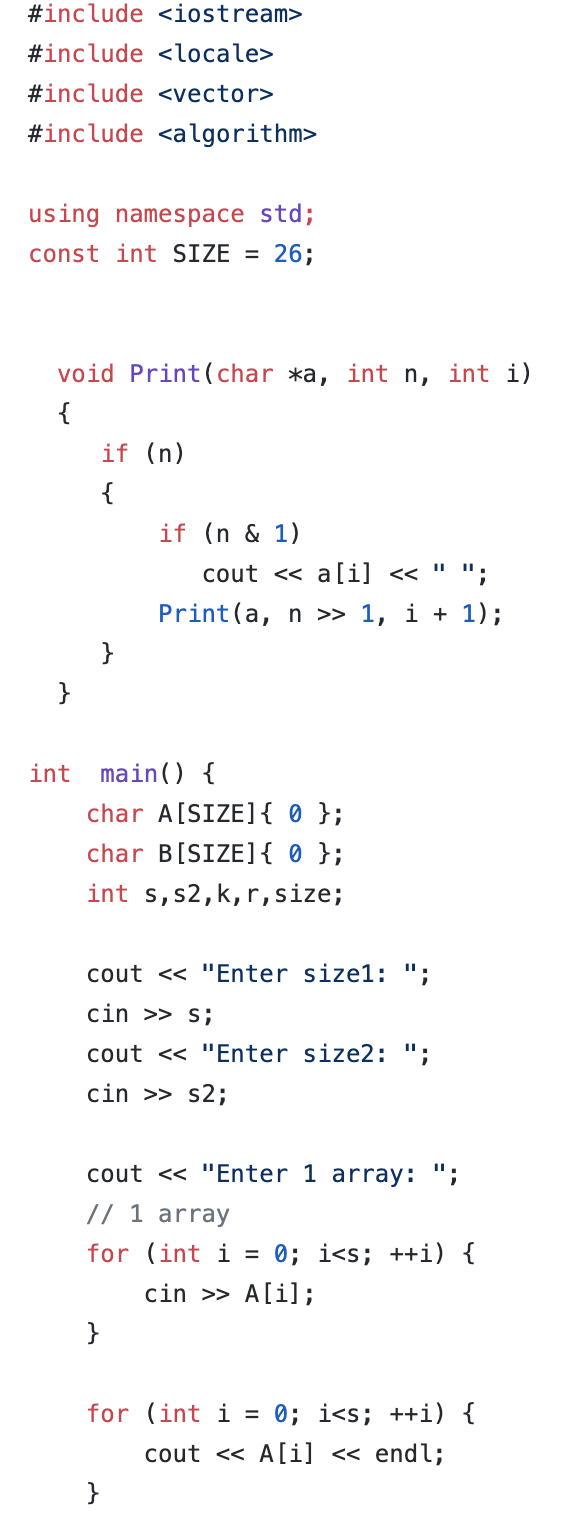 #include <iostream>
#include <locale>
#include <vector>
#include <algorithm>

using namespace std;
const int SIZE = 26;


  void Print(char *a, int n, int i)
  {
     if (n)
     {
         if (n & 1)
            cout << a[i] << " ";
         Print(a, n >> 1, i + 1);
     }
  }

int  main() {
    char A[SIZE]{ 0 };
    char B[SIZE]{ 0 };
    int s,s2,k,r,size;

    cout << "Enter size1: ";
    cin >> s;
    cout << "Enter size2: ";
    cin >> s2;

    cout << "Enter 1 array: ";
    // 1 array
    for (int i = 0; i<s; ++i) {
        cin >> A[i];
    }

    for (int i = 0; i<s; ++i) {
        cout << A[i] << endl;
    }